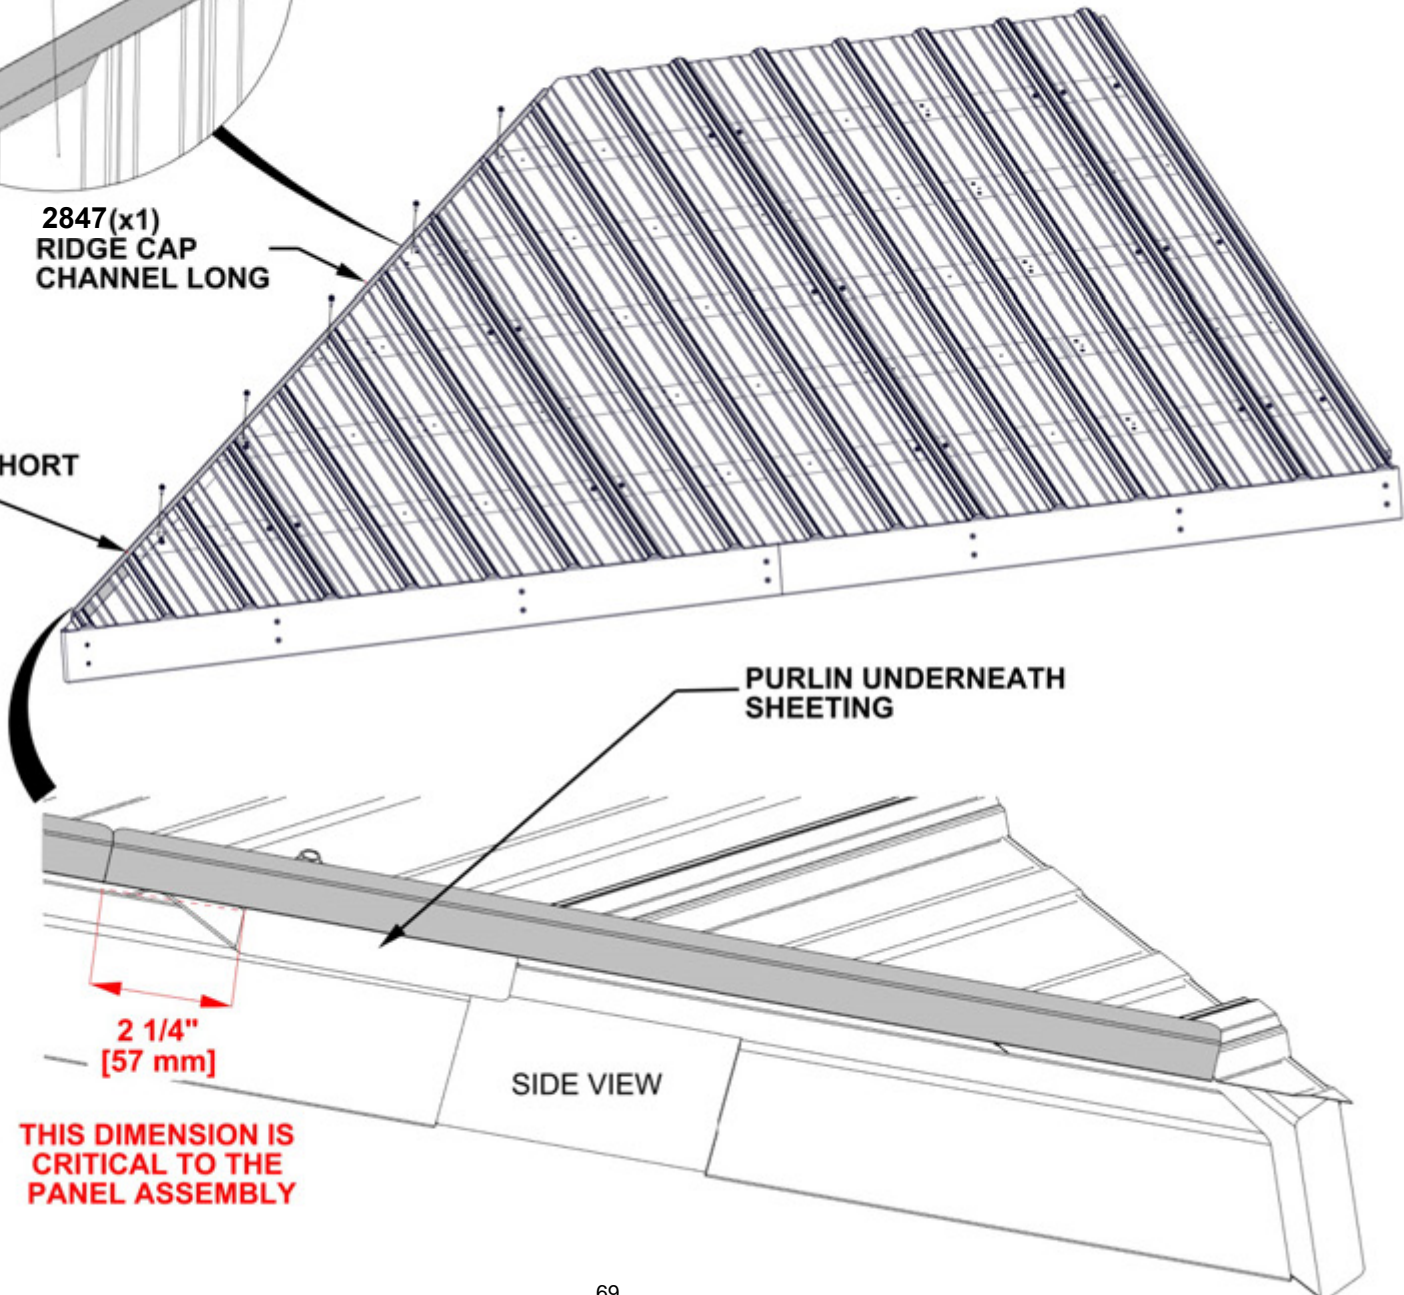 2847(x1)
RIDGE CAP
CHANNEL LONG
HORT
PURLIN UNDERNEATH
SHEETING
2 1/4"
[57 mm]
SIDE VIEW
THIS DIMENSION IS
CRITICAL TO THE
PANEL ASSEMBLY
69